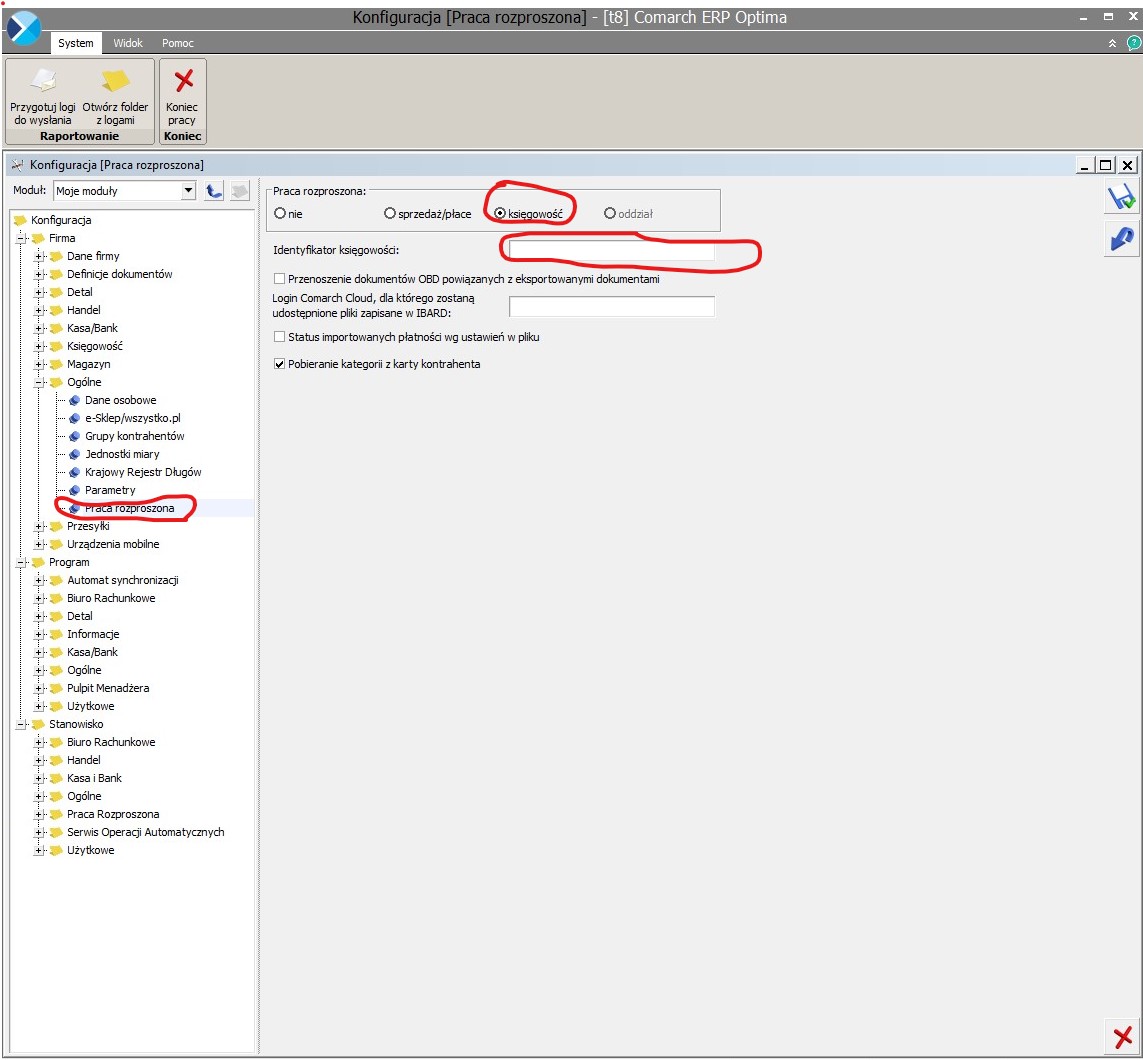 Konfiguracja [Praca rozproszona] - [t8] Comarch ERP Optima
System Widok Pomoc
Przygotuj logi do wysłania
Otwórz folder z logami
Koniec pracy
Raportowanie
Koniec
Konfiguracja [Praca rozproszona]
Moduł: Moje moduły
Konfiguracja
Firma
Dane firmy
Definicje dokumentów
Detal
Handel
Kasa/Bank
Księgowość
Magazyn
Ogólne
Dane osobowe
e-Sklep/wszystko.pl
Grupy kontrahentów
Jednostki miary
Krajowy Rejestr Długów
Parametry
Praca rozproszona
Przesyłki
Urządzenia mobilne
Program
Automat synchronizacji
Biuro Rachunkowe
Detal
Informacje
Kasa/Bank
Ogólne
Pulpit Menadżera
Użytkowe
Stanowisko
Biuro Rachunkowe
Handel
Kasa i Bank
Ogólne
Praca Rozproszona
Serwis Operacji Automatycznych
Użytkowe
Praca rozproszona:
nie sprzedaż/płace księgowość oddział
Identyfikator księgowości:
Przenoszenie dokumentów OBD powiązanych z eksportowanymi dokumentami
Login Comarch Cloud, dla którego zostaną
udostępnione pliki zapisane w IBARD:
Status importowanych płatności wg ustawień w pliku
Pobieranie kategorii z karty kontrahenta